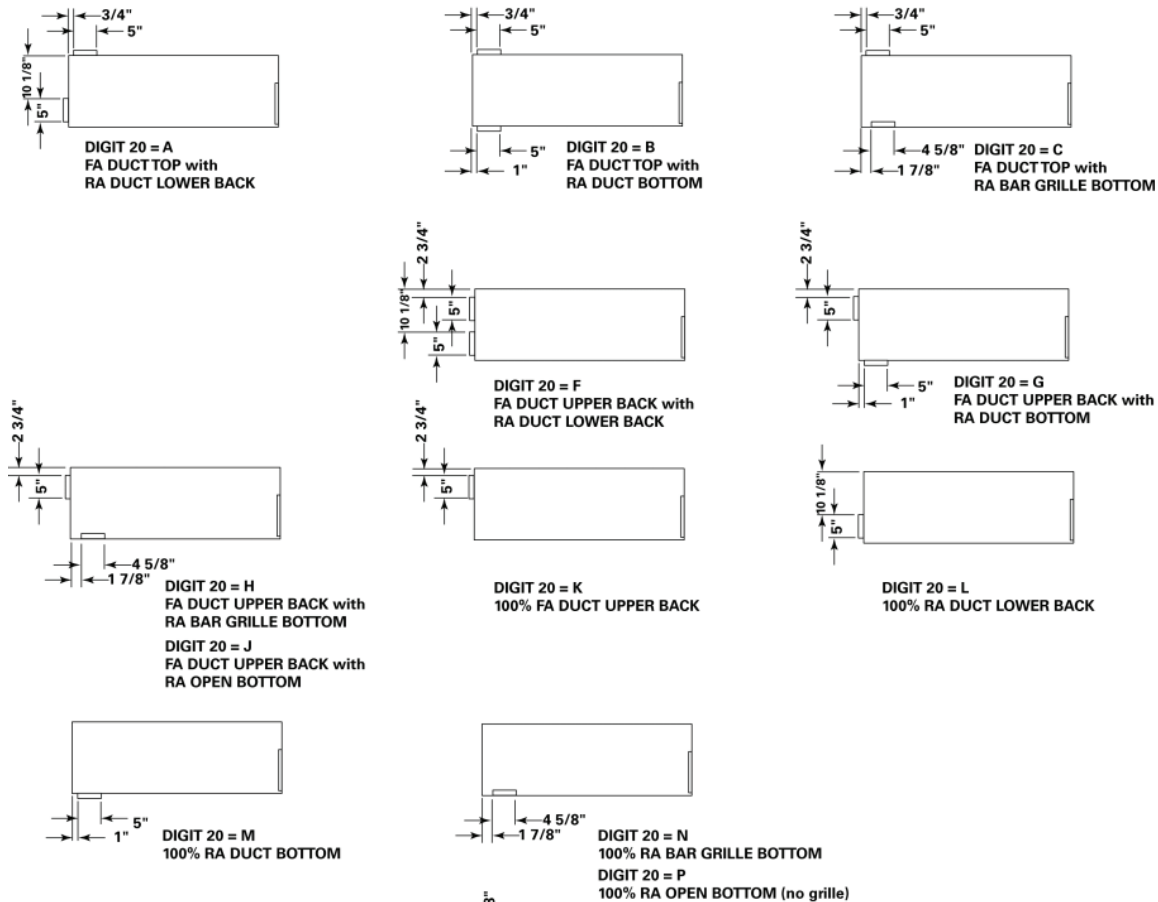 3/4"
5"
10 1/8"
5"
DIGIT 20 = A
FA DUCT TOP with
RA DUCT LOWER BACK
3/4"
5"
5"
1"
DIGIT 20 = B
FA DUCT TOP with
RA DUCT BOTTOM
3/4"
5"
4 5/8"
1 7/8"
DIGIT 20 = C
FA DUCT TOP with
RA BAR GRILLE BOTTOM
2 3/4"
10 1/8"
5"
5"
DIGIT 20 = F
FA DUCT UPPER BACK with
RA DUCT LOWER BACK
2 3/4"
5"
5"
1"
DIGIT 20 = G
FA DUCT UPPER BACK with
RA DUCT BOTTOM
2 3/4"
5"
4 5/8"
1 7/8"
DIGIT 20 = H
FA DUCT UPPER BACK with
RA BAR GRILLE BOTTOM
DIGIT 20 = J
FA DUCT UPPER BACK with
RA OPEN BOTTOM
2 3/4"
5"
DIGIT 20 = K
100% FA DUCT UPPER BACK
10 1/8"
5"
DIGIT 20 = L
100% RA DUCT LOWER BACK
5"
1"
DIGIT 20 = M
100% RA DUCT BOTTOM
4 5/8"
1 7/8"
DIGIT 20 = N
100% RA BAR GRILLE BOTTOM
DIGIT 20 = P
100% RA OPEN BOTTOM (no grille)